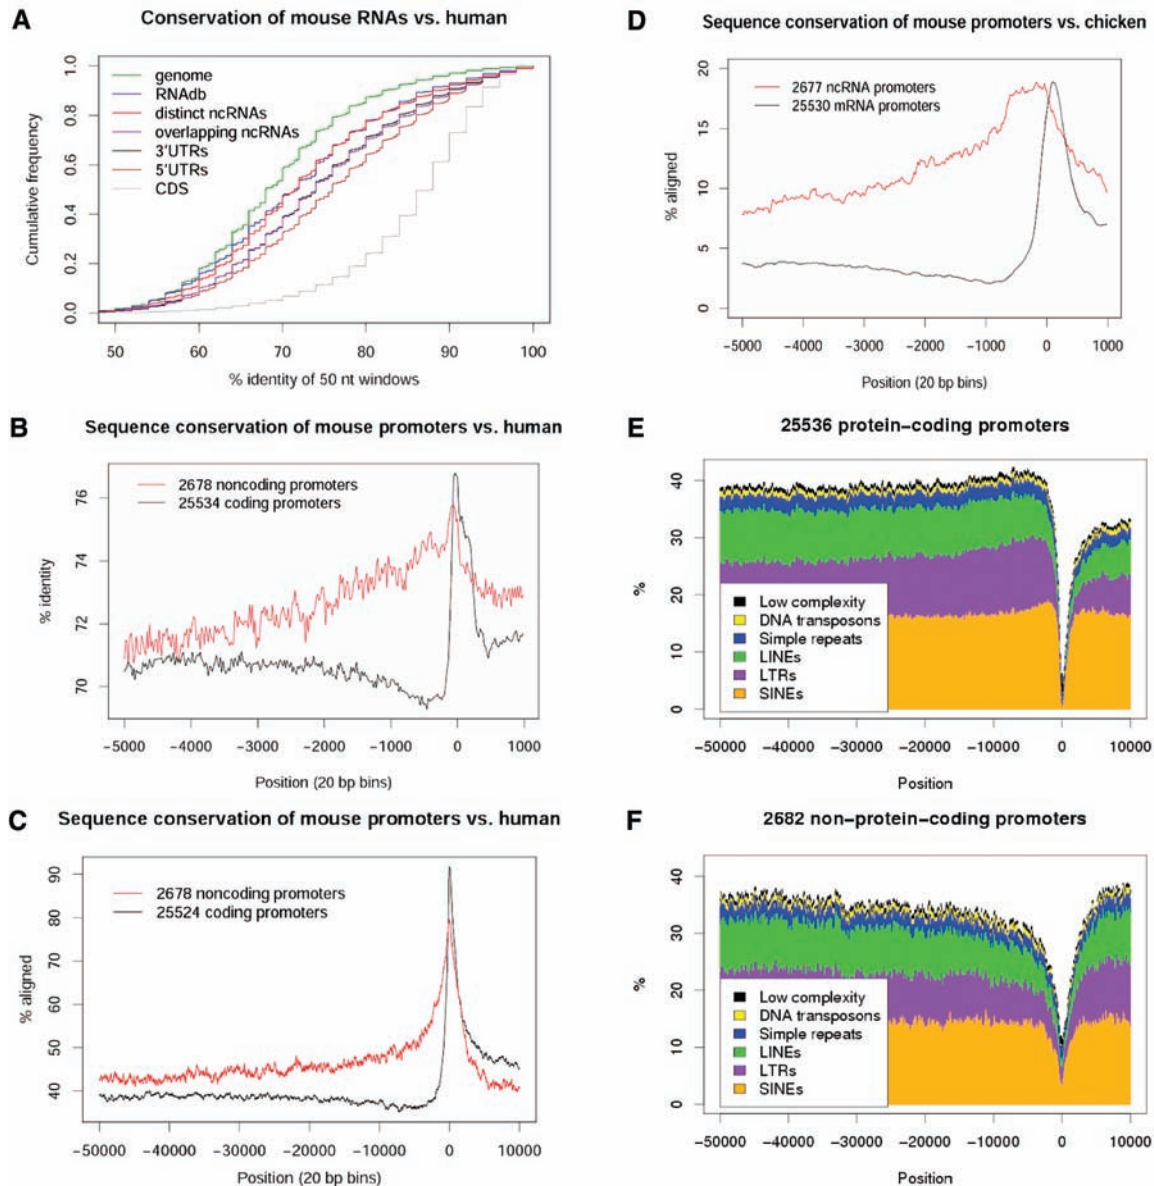 A
Conservation of mouse RNAs vs. human
Cumulative frequency
1.0
0.8
0.6
0.4
0.2
0.0
genome
RNAdb
distinct ncRNAs
overlapping ncRNAs
3'UTRs
5'UTRs
CDS
50 60 70 80 90 100
% identity of 50 nt windows
B
Sequence conservation of mouse promoters vs. human
% identity
76
74
72
70
2678 noncoding promoters
25534 coding promoters
-5000 -4000 -3000 -2000 -1000 0 1000
Position (20 bp bins)
C
Sequence conservation of mouse promoters vs. human
% aligned
90
80
70
60
50
40
2678 noncoding promoters
25524 coding promoters
-50000 -40000 -30000 -20000 -10000 0 10000
Position (20 bp bins)
D
Sequence conservation of mouse promoters vs. chicken
% aligned
20
15
10
5
0
2677 ncRNA promoters
25530 mRNA promoters
-5000 -4000 -3000 -2000 -1000 0 1000
Position (20 bp bins)
E
25536 protein-coding promoters
%
40
30
20
10
0
Low complexity
DNA transposons
Simple repeats
LINEs
LTRs
SINEs
-50000 -40000 -30000 -20000 -10000 0 10000
Position
F
2682 non-protein-coding promoters
%
40
30
20
10
0
Low complexity
DNA transposons
Simple repeats
LINEs
LTRs
SINEs
-50000 -40000 -30000 -20000 -10000 0 10000
Position